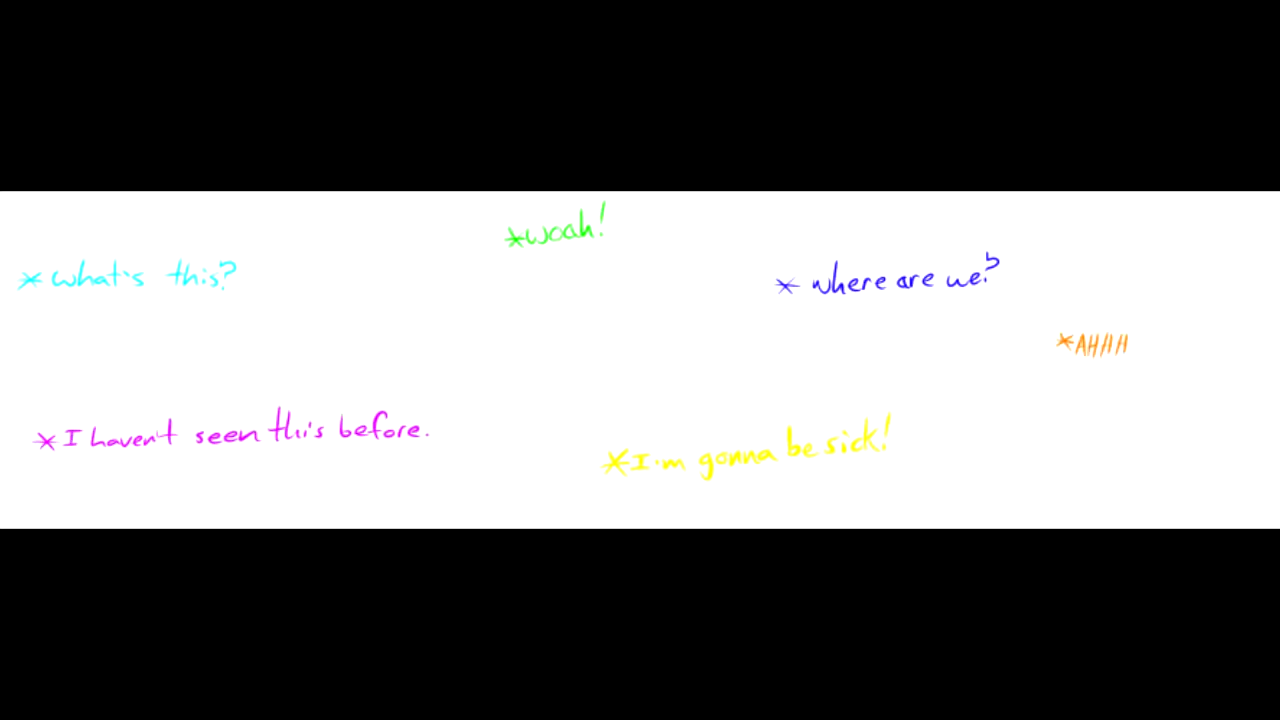 *woah!
*what's this?
* where are we?
*AHHH
*I haven't seen this before.
*I'm gonna be sick!